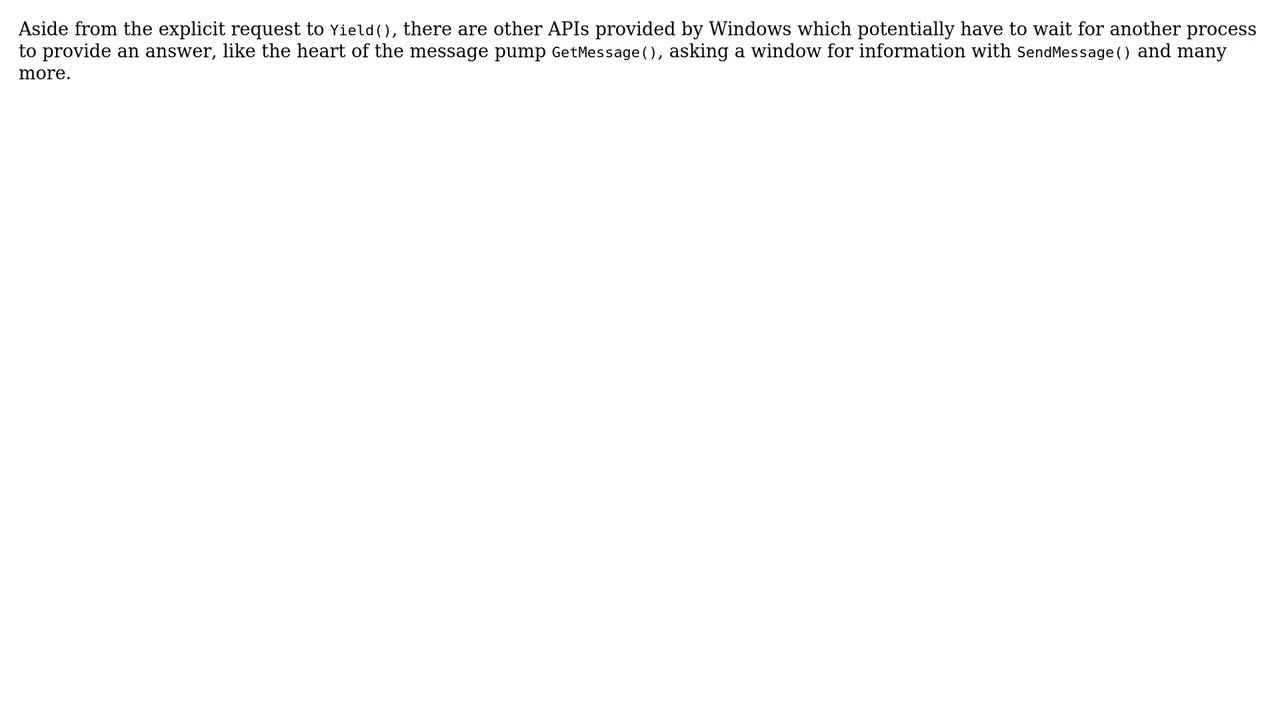 Aside from the explicit request to Yield(), there are other APIs provided by Windows which potentially have to wait for another process
to provide an answer, like the heart of the message pump GetMessage(), asking a window for information with SendMessage() and many
more.